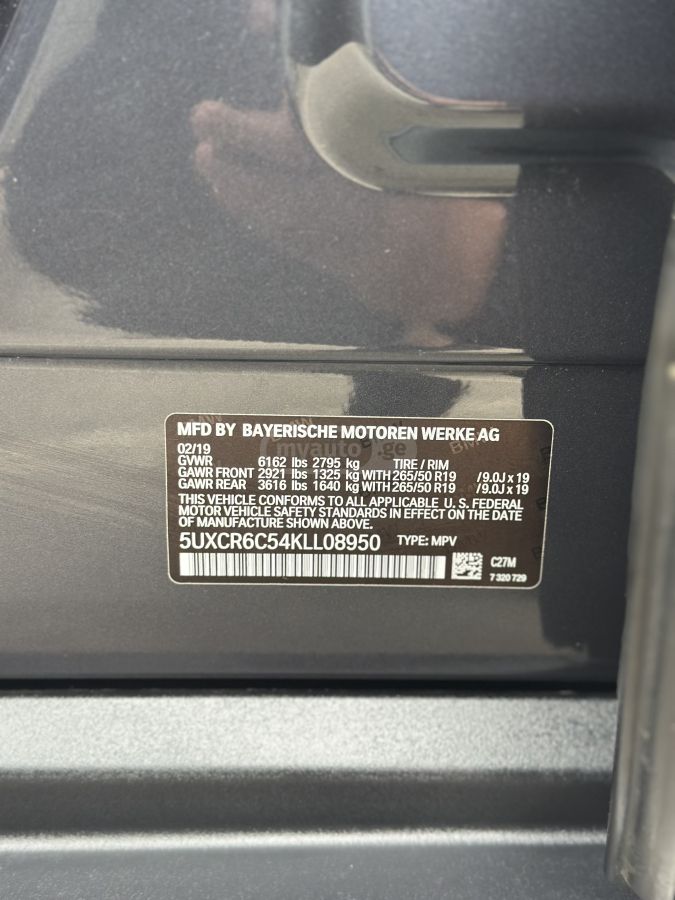 MFD BY BAYERISCHE MOTOREN WERKE AG
02/19
GVWR 6162 lbs 2795 kg TIRE / RIM
GAWR FRONT 2921 lbs 1325 kg WITH 265/50 R19 /9.0J x 19
GAWR REAR 3616 lbs 1640 kg WITH 265/50 R19 /9.0J x 19
THIS VEHICLE CONFORMS TO ALL APPLICABLE U. S. FEDERAL
MOTOR VEHICLE SAFETY STANDARDS IN EFFECT ON THE DATE
OF MANUFACTURE SHOWN ABOVE.
5UXCR6C54KLL08950 TYPE: MPV
C27M
7 320 729
myauto.ge